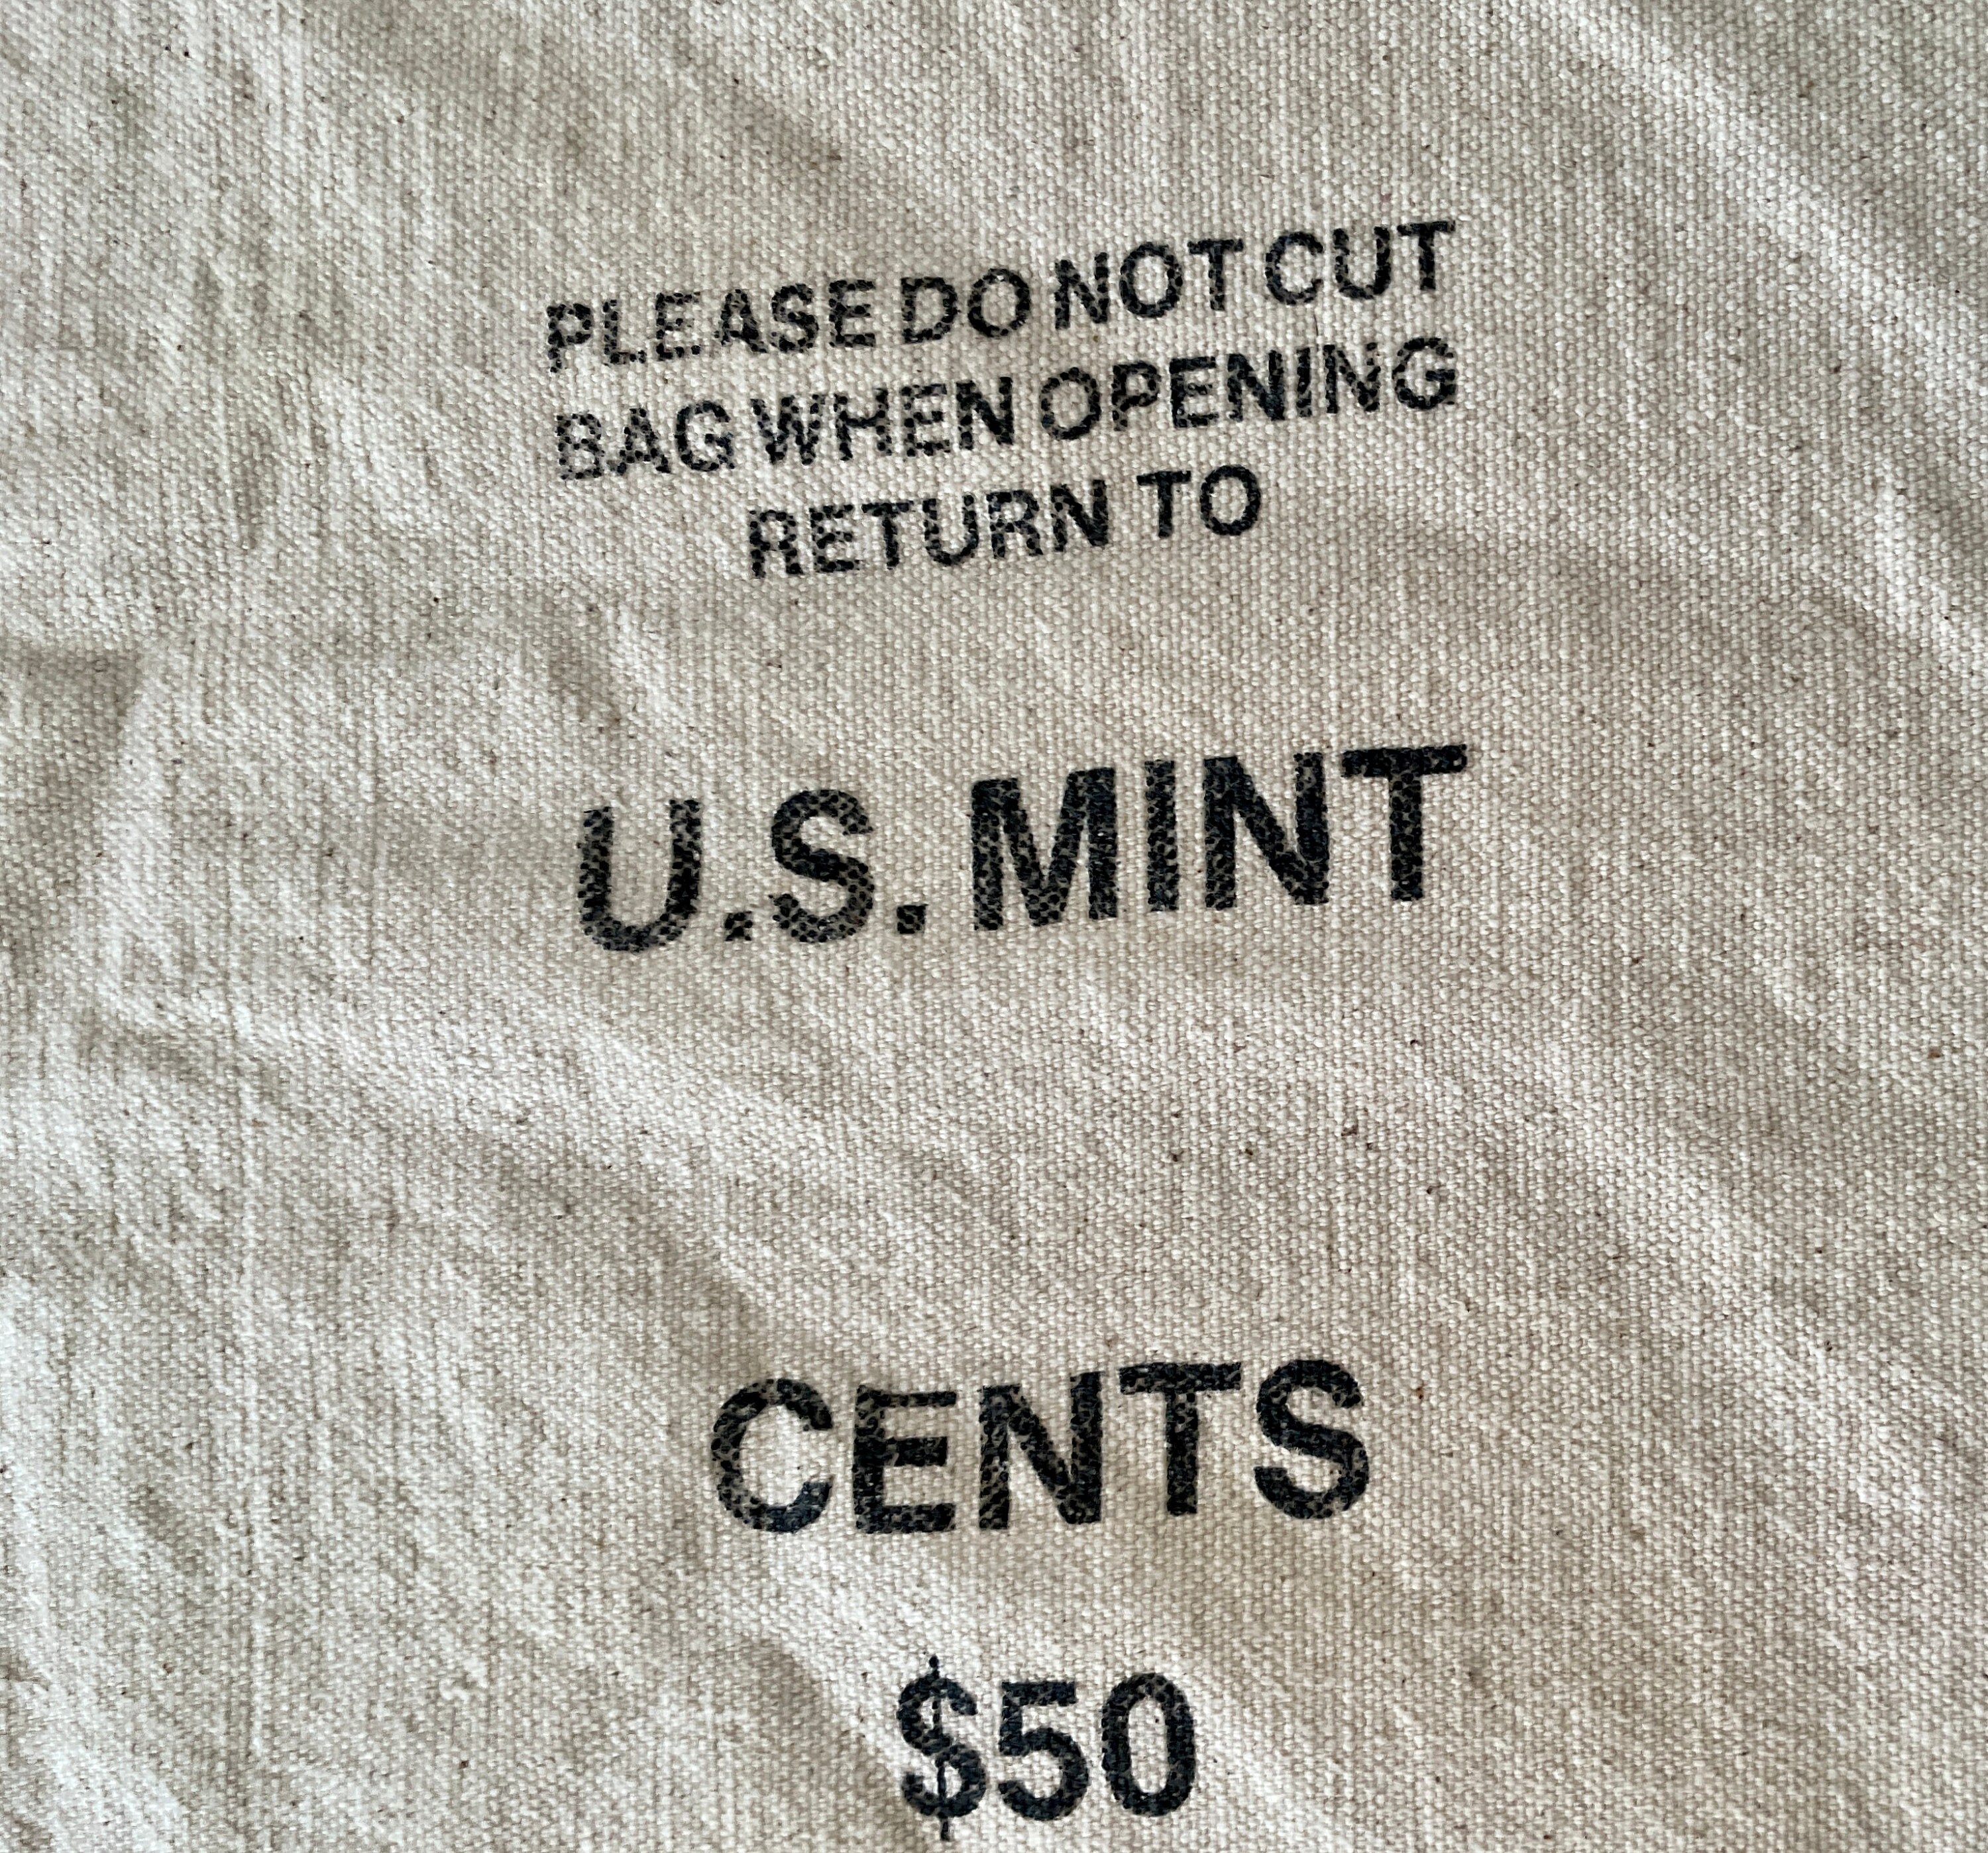 PLEASE DO NOT CUT
BAG WHEN OPENING
RETURN TO
U.S. MINT
CENTS
$50